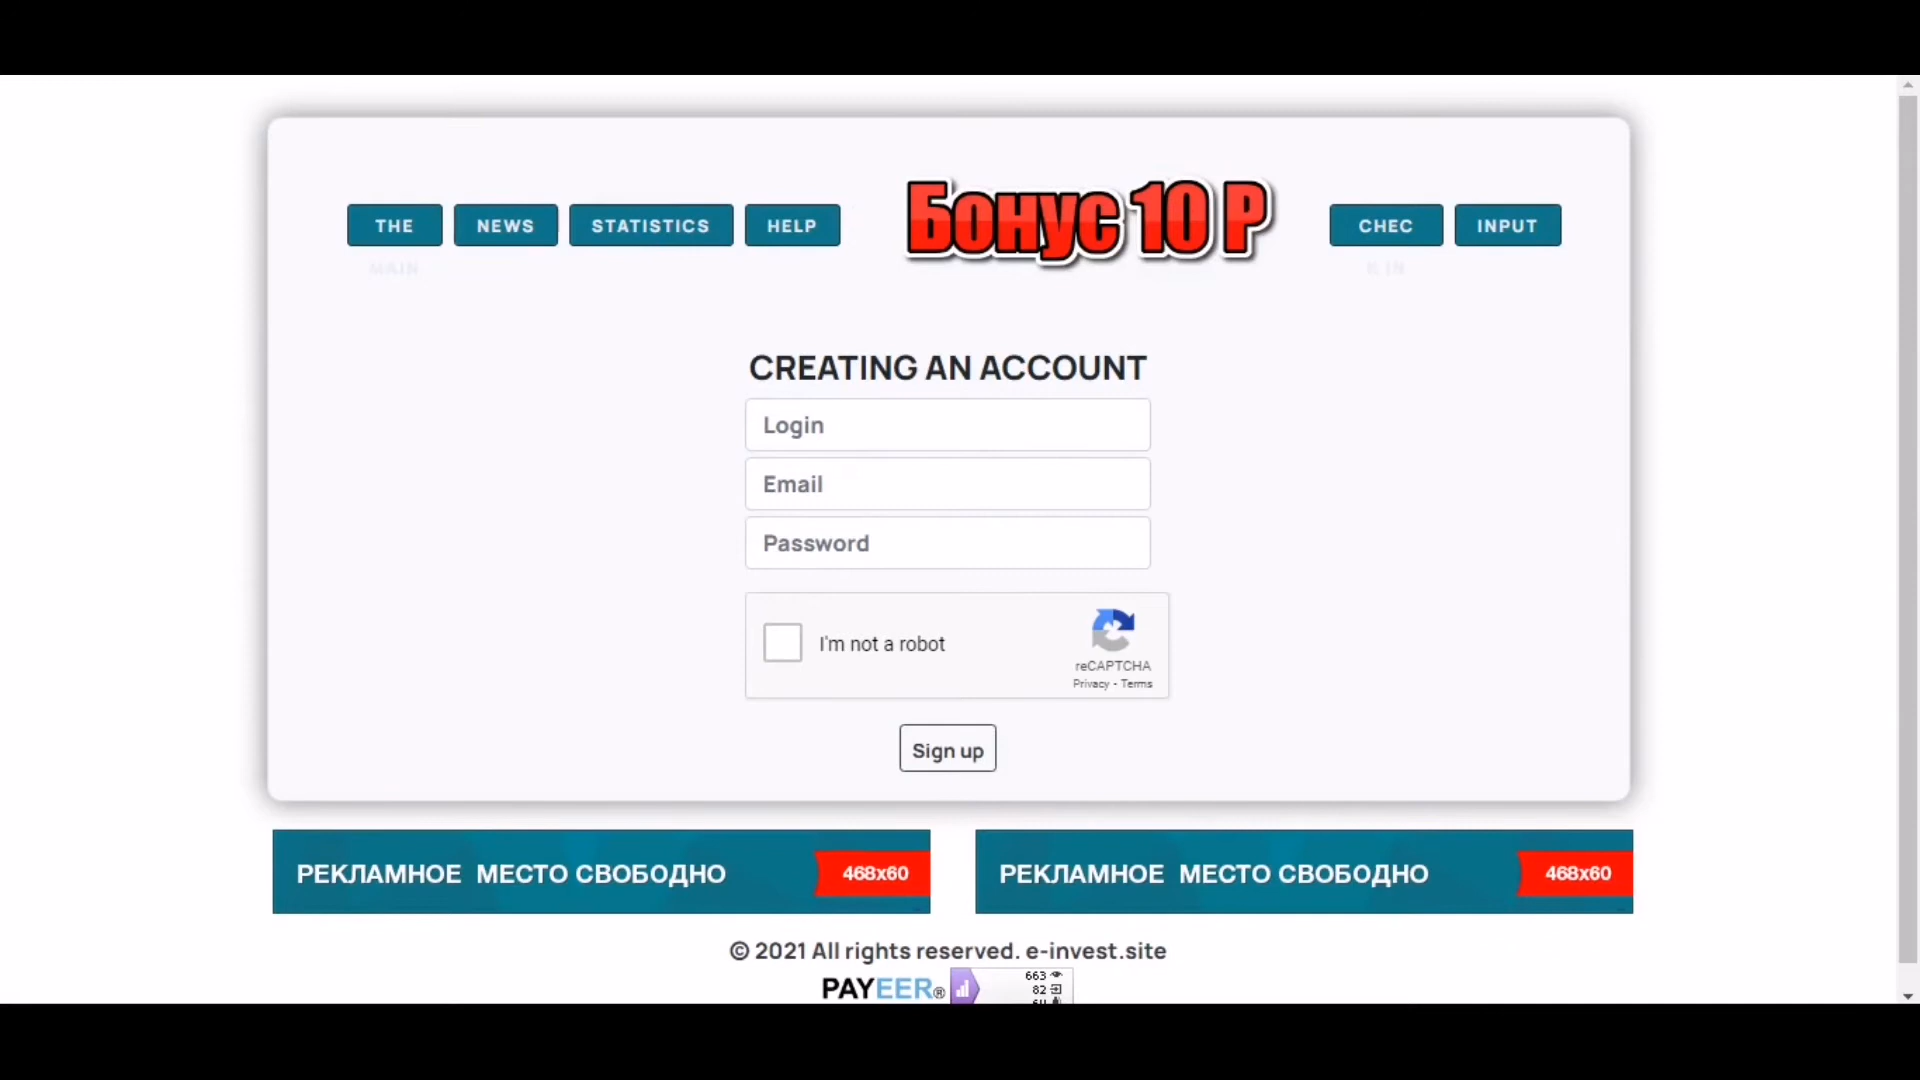 THE NEWS STATISTICS HELP Бонус 10 Р CHEC INPUT
MAIN K IN
CREATING AN ACCOUNT
Login
Email
Password
I'm not a robot
reCAPTCHA
Privacy - Terms
Sign up
РЕКЛАМНОЕ МЕСТО СВОБОДНО 468x60
РЕКЛАМНОЕ МЕСТО СВОБОДНО 468x60
© 2021 All rights reserved. e-invest.site
PAYEER®
663
82